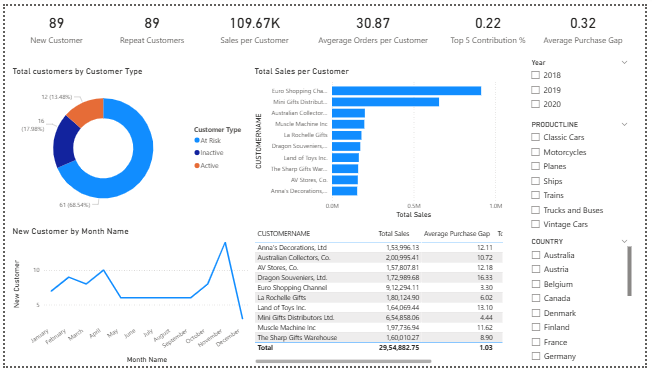 89
89
109.67K
30.87
0.22
0.32
New Customer
Repeat Customers
Sales per Customer
Avgerage Orders per Customer
Top 5 Contribution %
Average Purchase Gap
Total customers by Customer Type
12 (13.48%)
16
(17.98%)
61 (68.54%)
Customer Type
At Risk
Inactive
Active
Total Sales per Customer
CUSTOMERNAME
Euro Shopping Cha...
Mini Gifts Distribut...
Australian Collector...
Muscle Machine Inc
La Rochelle Gifts
Dragon Souveniers,...
Land of Toys Inc.
The Sharp Gifts War...
AV Stores, Co.
Anna's Decorations,...
0.0M
0.5M
1.0M
Total Sales
Year
2018
2019
2020
PRODUCTLINE
Classic Cars
Motorcycles
Planes
Ships
Trains
Trucks and Buses
Vintage Cars
COUNTRY
Australia
Austria
Belgium
Canada
Denmark
Finland
France
Germany
New Customer by Month Name
New Customer
10
5
January
February
March
April
May
June
July
August
September
October
November
December
Month Name
CUSTOMERNAME Total Sales Average Purchase Gap Tc
Anna's Decorations, Ltd 1,53,996.13 12.11
Australian Collectors, Co. 2,00,995.41 10.72
AV Stores, Co. 1,57,807.81 12.18
Dragon Souveniers, Ltd. 1,72,989.68 16.33
Euro Shopping Channel 9,12,294.11 3.30
La Rochelle Gifts 1,80,124.90 6.02
Land of Toys Inc. 1,64,069.44 13.10
Mini Gifts Distributors Ltd. 6,54,858.06 4.44
Muscle Machine Inc 1,97,736.94 11.62
The Sharp Gifts Warehouse 1,60,010.27 8.90
Total 29,54,882.75 1.03